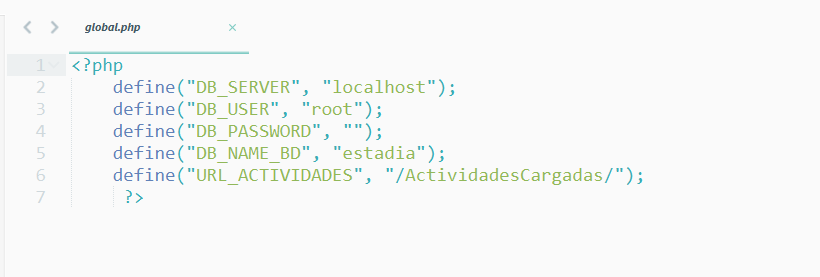 global.php
1 <?php
2 define("DB_SERVER", "localhost");
3 define("DB_USER", "root");
4 define("DB_PASSWORD", "");
5 define("DB_NAME_BD", "estadia");
6 define("URL_ACTIVIDADES", "/ActividadesCargadas/");
7 ?>